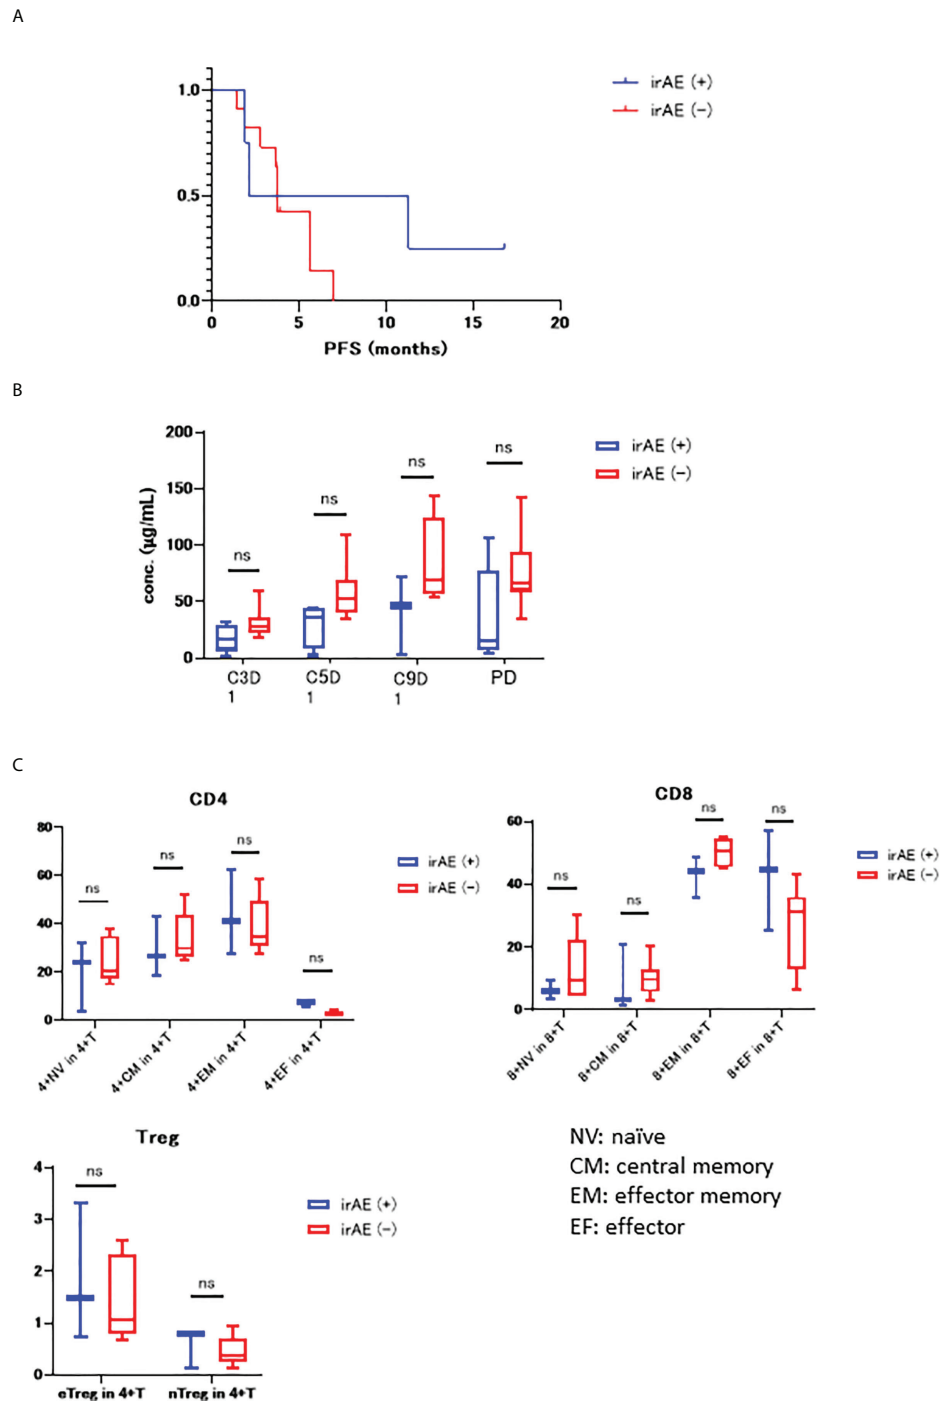 A
irAE (+)
irAE (−)
1.0
0.5
0.0
0
5
10
15
20
PFS (months)
B
200
150
100
50
0
conc. (µg/mL)
ns
ns
ns
ns
irAE (+)
irAE (−)
C3D
1
C5D
1
C9D
1
PD
C
CD4
80
60
40
20
0
ns
ns
ns
ns
irAE (+)
irAE (−)
4+NV in 4+T
4+CM in 4+T
4+EM in 4+T
4+EF in 4+T
CD8
60
40
20
0
ns
ns
ns
ns
irAE (+)
irAE (−)
8+NV in 8+T
8+CM in 8+T
8+EM in 8+T
8+EF in 8+T
Treg
4
3
2
1
0
ns
ns
irAE (+)
irAE (−)
eTreg in 4+T
nTreg in 4+T
NV: naïve
CM: central memory
EM: effector memory
EF: effector